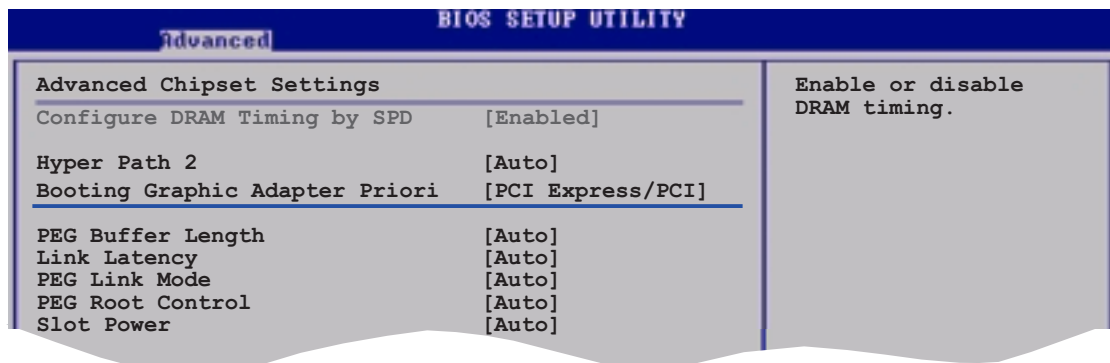 BIOS SETUP UTILITY
Advanced
Advanced Chipset Settings
Configure DRAM Timing by SPD [Enabled]
Hyper Path 2 [Auto]
Booting Graphic Adapter Priori [PCI Express/PCI]
PEG Buffer Length [Auto]
Link Latency [Auto]
PEG Link Mode [Auto]
PEG Root Control [Auto]
Slot Power [Auto]
Enable or disable
DRAM timing.